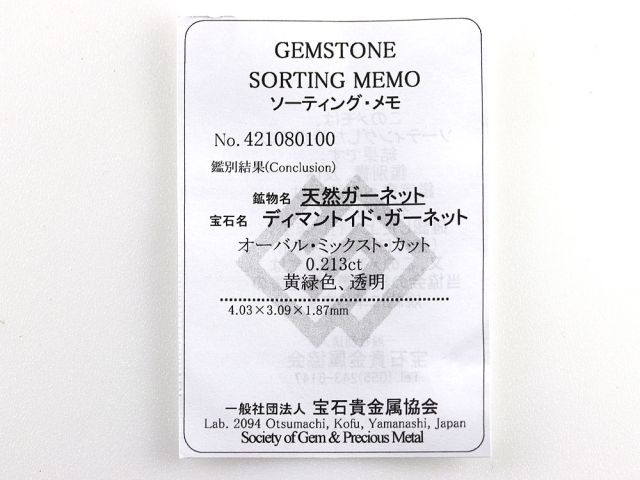 GEMSTONE
SORTING MEMO
ソーティング・メモ
No. 421080100
鑑別結果(Conclusion)
鉱物名 天然ガーネット
宝石名 ディマントイド・ガーネット
オーバル・ミックスト・カット
0.213ct
黄緑色、透明
4.03×3.09×1.87mm
一般社団法人 宝石貴金属協会
Lab. 2094 Otsumachi, Kofu, Yamanashi, Japan
Society of Gem & Precious Metal